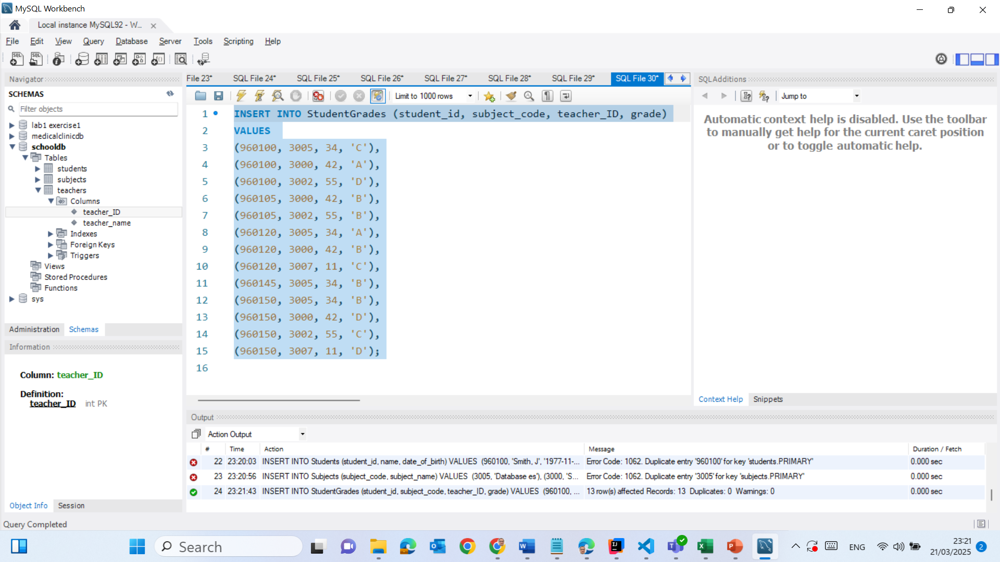 MySQL Workbench
Local instance MySQL92 - W...
File Edit View Query Database Server Tools Scripting Help
Navigator
SCHEMAS
Filter objects
lab1 exercise1
medicalclinicdb
schooldb
Tables
students
subjects
teachers
Columns
teacher_ID
teacher_name
Indexes
Foreign Keys
Triggers
Views
Stored Procedures
Functions
sys
Administration Schemas
Information
Column: teacher_ID
Definition:
teacher_ID int PK
Object Info Session
Query Completed
File 23* SQL File 24* SQL File 25* SQL File 26* SQL File 27* SQL File 28* SQL File 29* SQL File 30*
Limit to 1000 rows
1 INSERT INTO StudentGrades (student_id, subject_code, teacher_ID, grade)
2 VALUES
3 (960100, 3005, 34, 'C'),
4 (960100, 3000, 42, 'A'),
5 (960100, 3002, 55, 'D'),
6 (960105, 3000, 42, 'B'),
7 (960105, 3002, 55, 'B'),
8 (960120, 3005, 34, 'A'),
9 (960120, 3000, 42, 'B'),
10 (960120, 3007, 11, 'C'),
11 (960145, 3005, 34, 'B'),
12 (960150, 3005, 34, 'B'),
13 (960150, 3000, 42, 'D'),
14 (960150, 3002, 55, 'C'),
15 (960150, 3007, 11, 'D');
16
SQLAdditions
Jump to
Automatic context help is disabled. Use the toolbar
to manually get help for the current caret position
or to toggle automatic help.
Context Help Snippets
Output
Action Output
# Time Action Message Duration / Fetch
22 23:20:03 INSERT INTO Students (student_id, name, date_of_birth) VALUES (960100, 'Smith, J', '1977-11-... Error Code: 1062. Duplicate entry '960100' for key 'students.PRIMARY' 0.000 sec
23 23:20:56 INSERT INTO Subjects (subject_code, subject_name) VALUES (3005, 'Database es'), (3000, 'S... Error Code: 1062. Duplicate entry '3005' for key 'subjects.PRIMARY' 0.000 sec
24 23:21:43 INSERT INTO StudentGrades (student_id, subject_code, teacher_ID, grade) VALUES (960100, ... 13 row(s) affected Records: 13 Duplicates: 0 Warnings: 0 0.000 sec
Search
ENG
23:21
21/03/2025
2